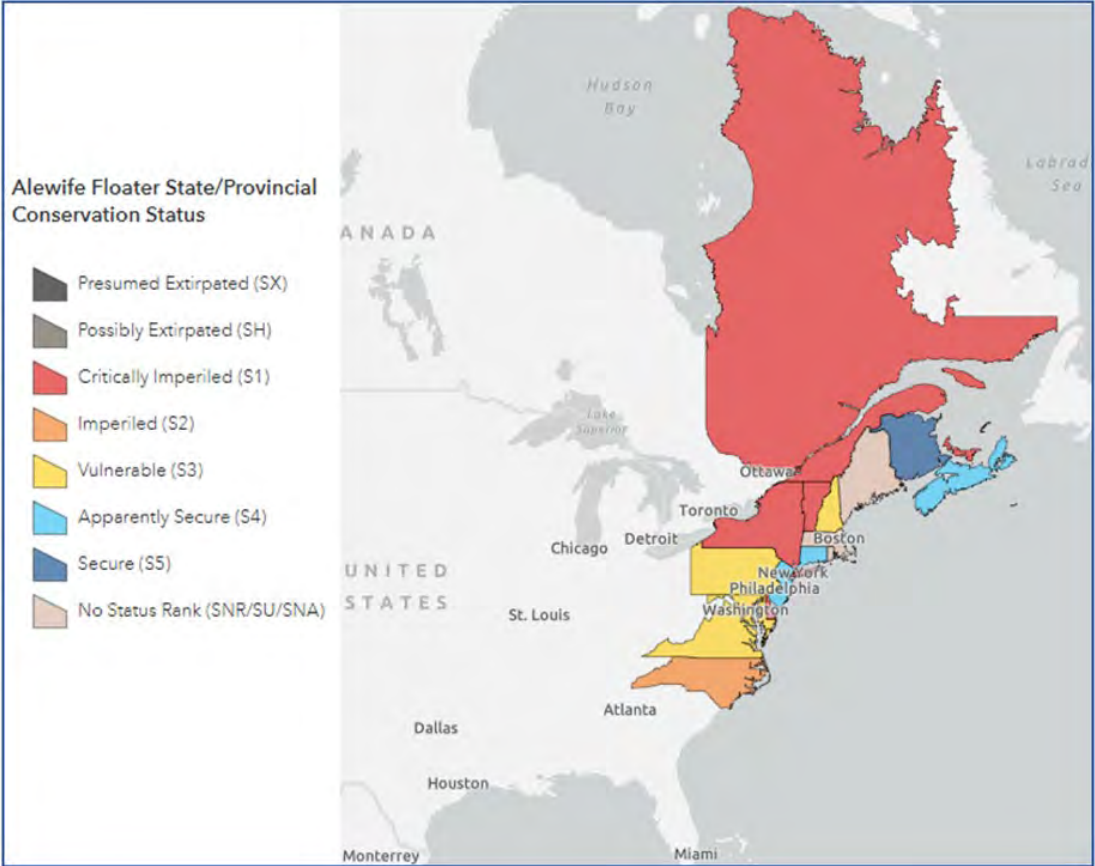 Alewife Floater State/Provincial
Conservation Status
Presumed Extirpated (SX)
Possibly Extirpated (SH)
Critically Imperiled (S1)
Imperiled (S2)
Vulnerable (S3)
Apparently Secure (S4)
Secure (S5)
No Status Rank (SNR/SU/SNA)
Hudson
Bay
Labrad
Sea
ANADA
Lake
Superior
Ottawa
Toronto
Detroit
Chicago
Boston
UNITED
STATES
New York
Philadelphia
Washington
St. Louis
Atlanta
Dallas
Houston
Monterrey
Miami